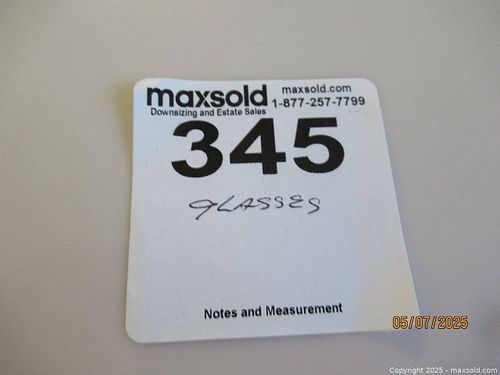 maxsold maxsold.com
Downsizing and Estate Sales 1-877-257-7799
345
GLASSES
Notes and Measurement
05/07/2025
Copyright © 2025 - maxsold.com